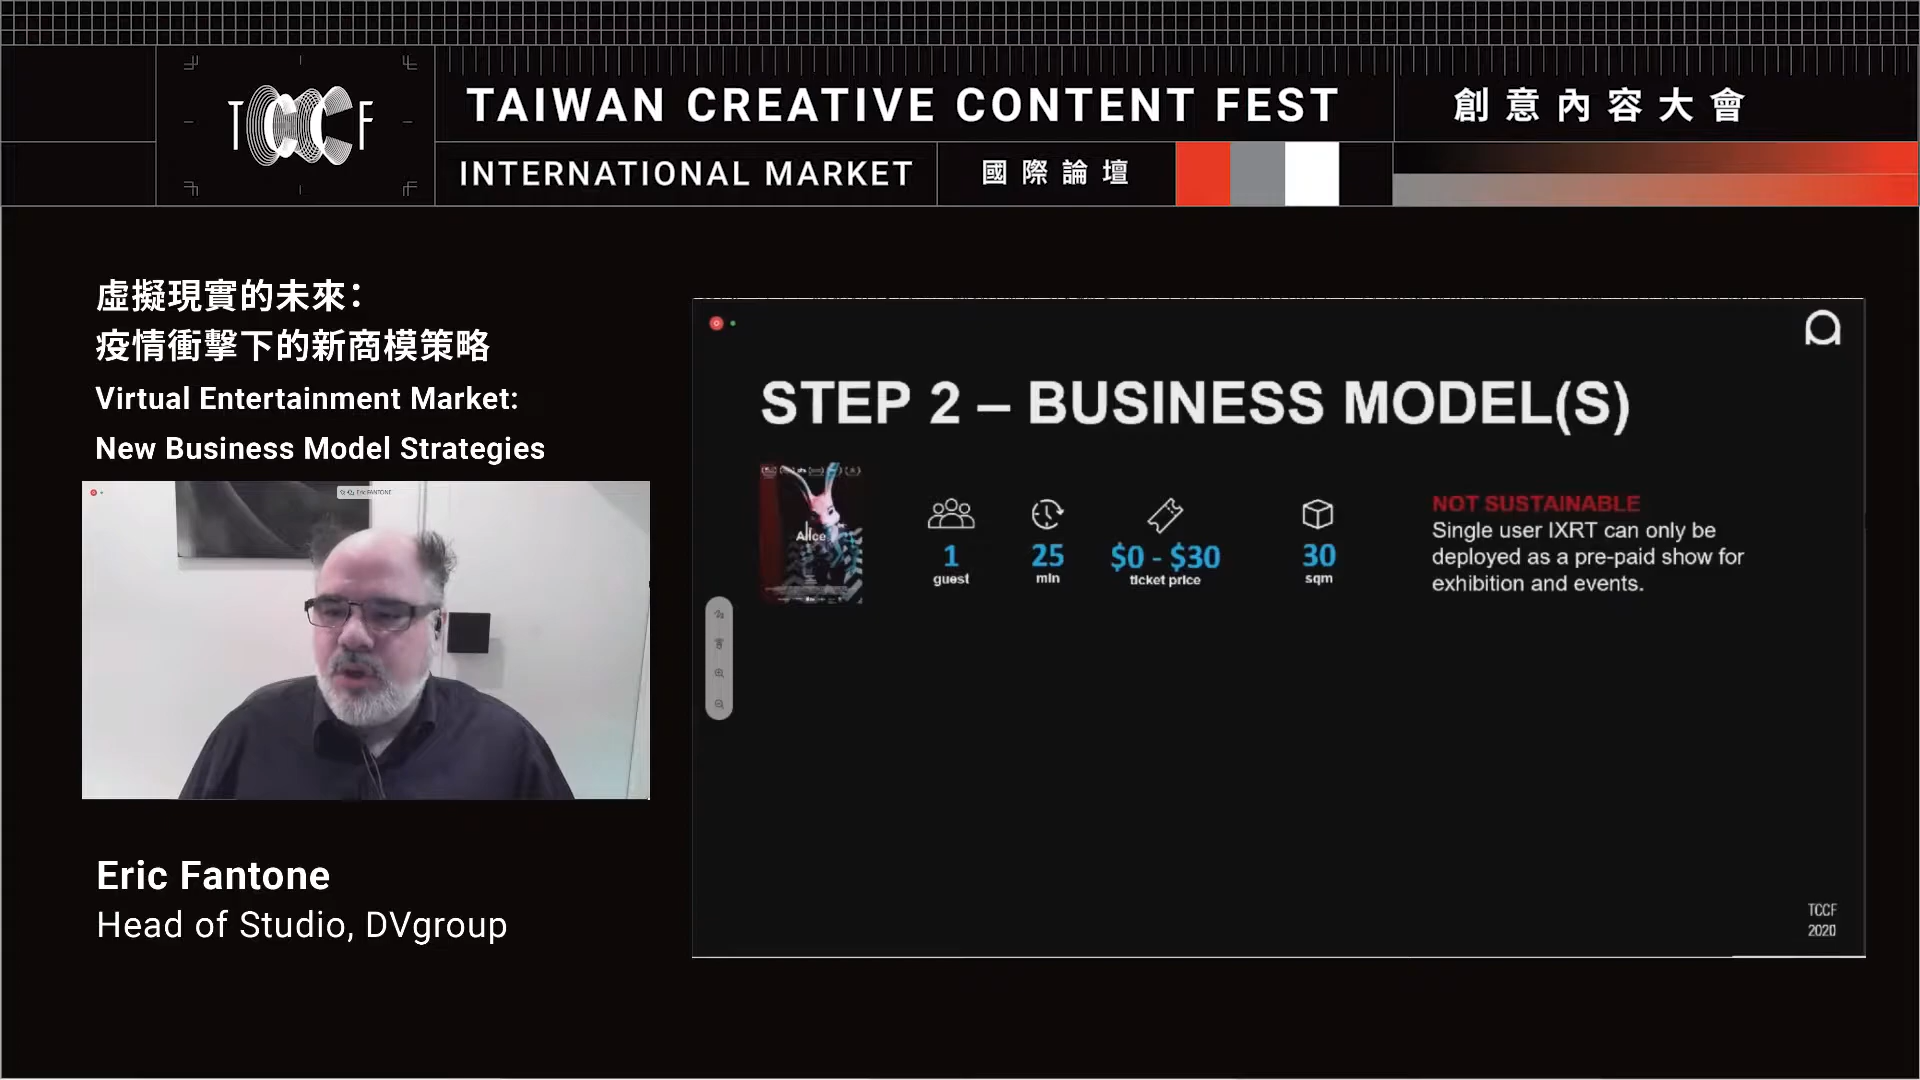 TCCF
TAIWAN CREATIVE CONTENT FEST
創意內容大會
INTERNATIONAL MARKET
國際論壇
虛擬現實的未來：
疫情衝擊下的新商模策略
Virtual Entertainment Market:
New Business Model Strategies
Eric FANTONE
Eric Fantone
Head of Studio, DVgroup
STEP 2 – BUSINESS MODEL(S)
Alice
1
guest
25
min
$0 - $30
ticket price
30
sqm
NOT SUSTAINABLE
Single user IXRT can only be
deployed as a pre-paid show for
exhibition and events.
TCCF
2020